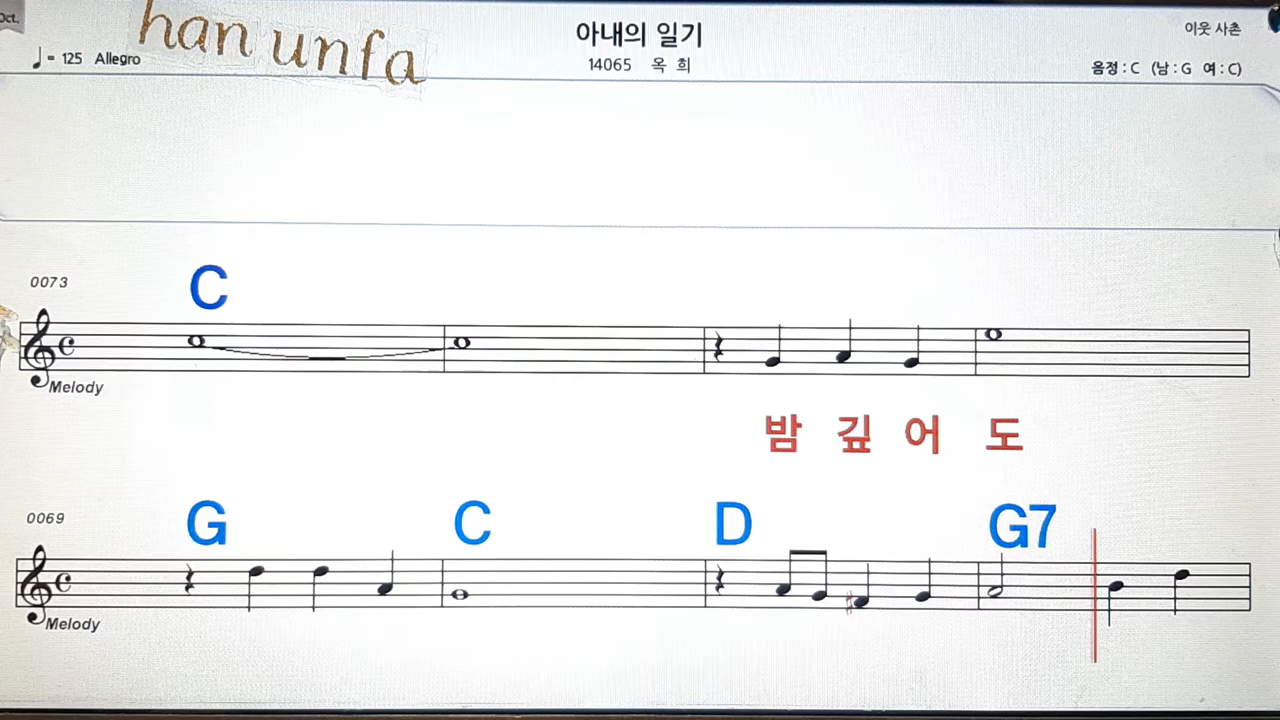 Oct.
han unfa
아내의 일기
이웃 사촌
♩= 125 Allegro
14065 옥 희
음정 : C (남 : G 여 : C)
0073
C
Melody
밤 깊 어 도
0069
G C D G7
Melody